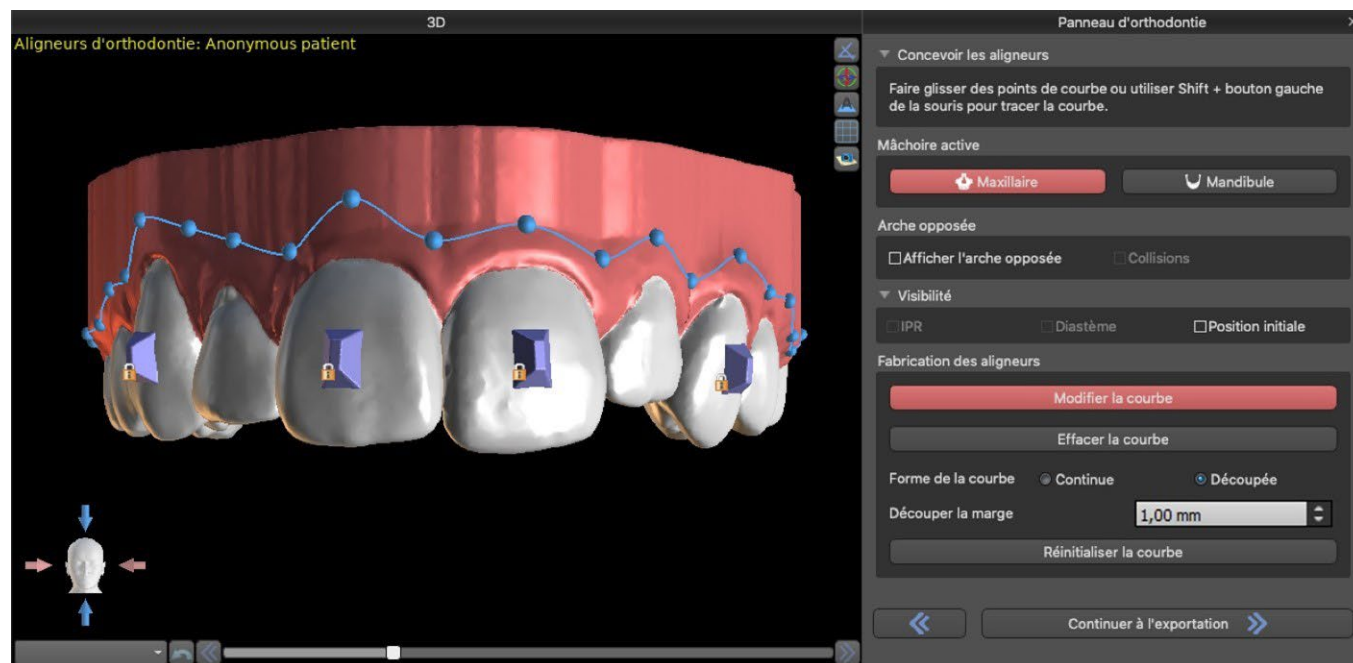 3D
Aligneurs d'orthodontie: Anonymous patient
Panneau d'orthodontie
Concevoir les aligneurs
Faire glisser des points de courbe ou utiliser Shift + bouton gauche
de la souris pour tracer la courbe.
Mâchoire active
Maxillaire
Mandibule
Arche opposée
Afficher l'arche opposée
Collisions
Visibilité
IPR
Diastème
Position initiale
Fabrication des aligneurs
Modifier la courbe
Effacer la courbe
Forme de la courbe
Continue
Découpée
Découper la marge
1,00 mm
Réinitialiser la courbe
Continuer à l'exportation